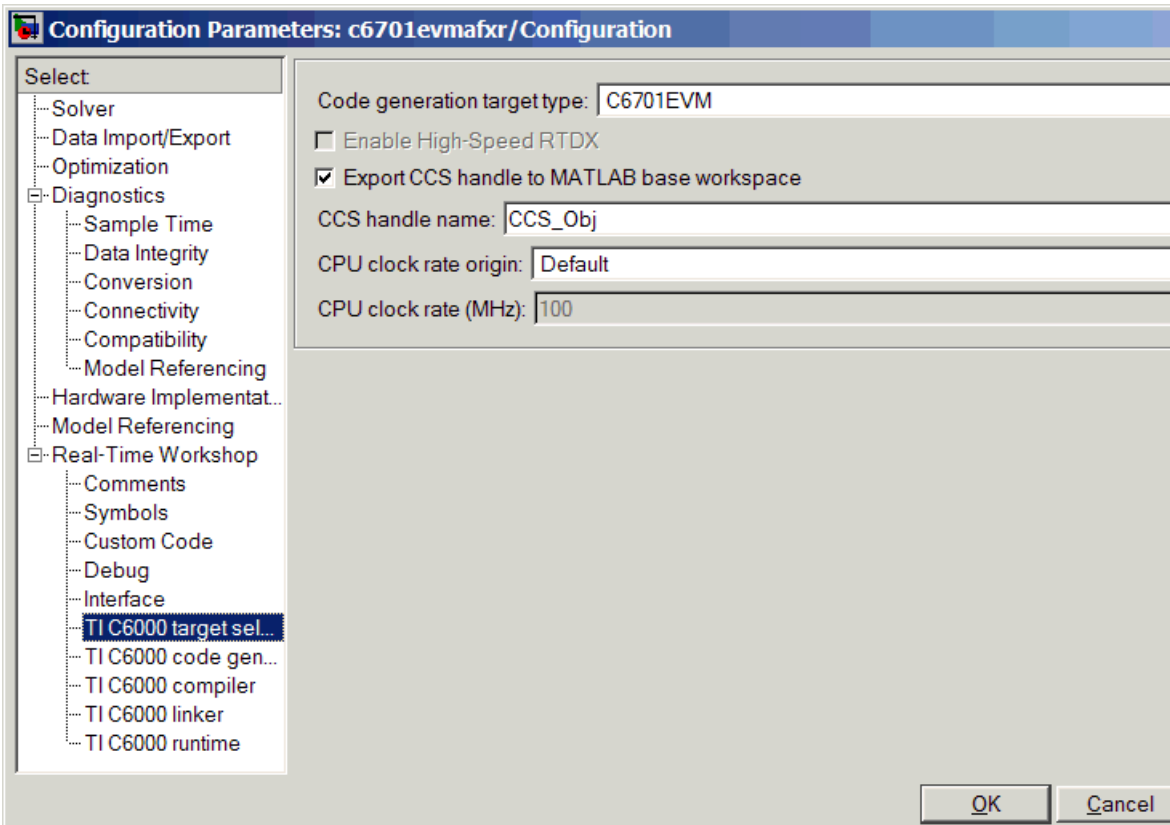 Configuration Parameters: c6701evmafxr/Configuration
Select:
Solver
Data Import/Export
Optimization
Diagnostics
Sample Time
Data Integrity
Conversion
Connectivity
Compatibility
Model Referencing
Hardware Implementat...
Model Referencing
Real-Time Workshop
Comments
Symbols
Custom Code
Debug
Interface
TI C6000 target sel...
TI C6000 code gen...
TI C6000 compiler
TI C6000 linker
TI C6000 runtime
Code generation target type: C6701EVM
Enable High-Speed RTDX
Export CCS handle to MATLAB base workspace
CCS handle name: CCS_Obj
CPU clock rate origin: Default
CPU clock rate (MHz): 100
OK Cancel